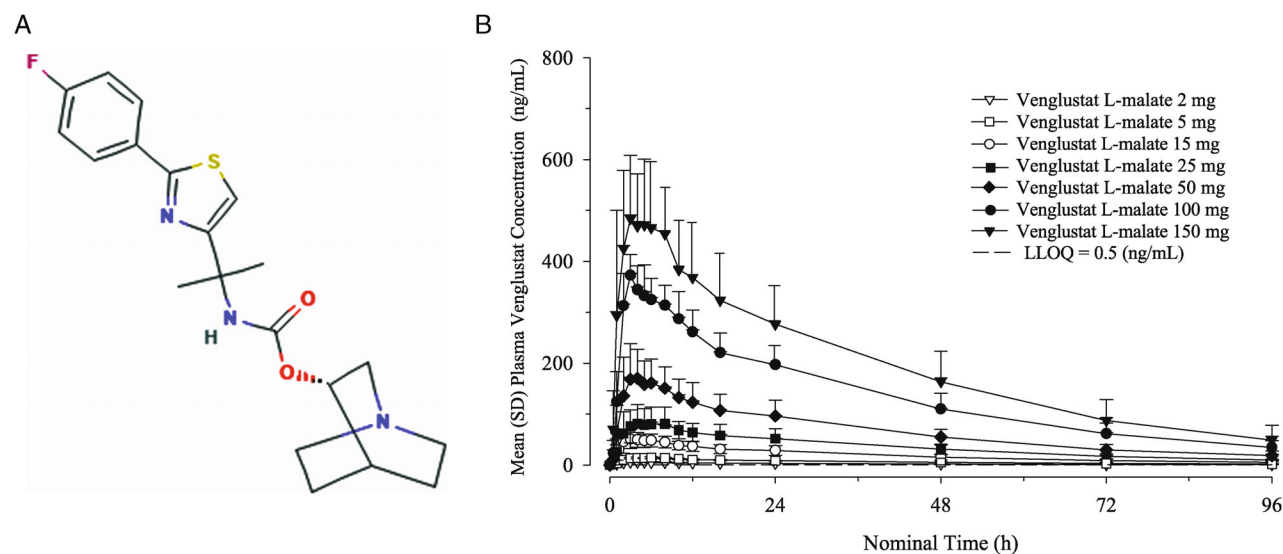 A
F
S
N
N
H
O
O
N
B
Mean (SD) Plasma Venglustat Concentration (ng/mL)
800
600
400
200
0
Venglustat L-malate 2 mg
Venglustat L-malate 5 mg
Venglustat L-malate 15 mg
Venglustat L-malate 25 mg
Venglustat L-malate 50 mg
Venglustat L-malate 100 mg
Venglustat L-malate 150 mg
LLOQ = 0.5 (ng/mL)
0 24 48 72 96
Nominal Time (h)